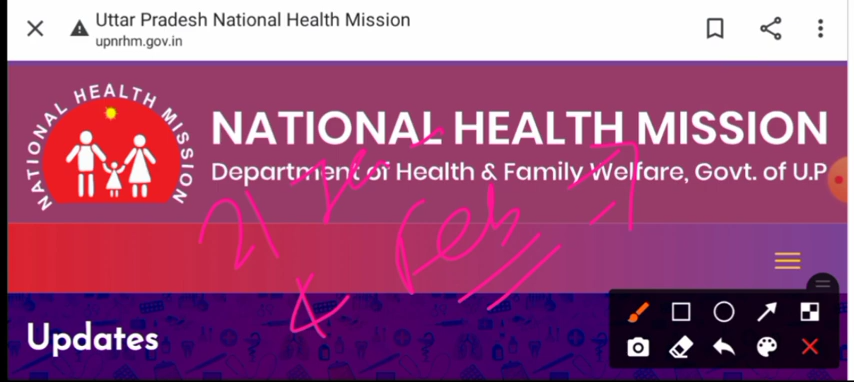 Uttar Pradesh National Health Mission
upnrhm.gov.in
NATIONAL HEALTH MISSION
NATIONAL HEALTH MISSION
Department of Health & Family Welfare, Govt. of U.P
21
Feb
Updates